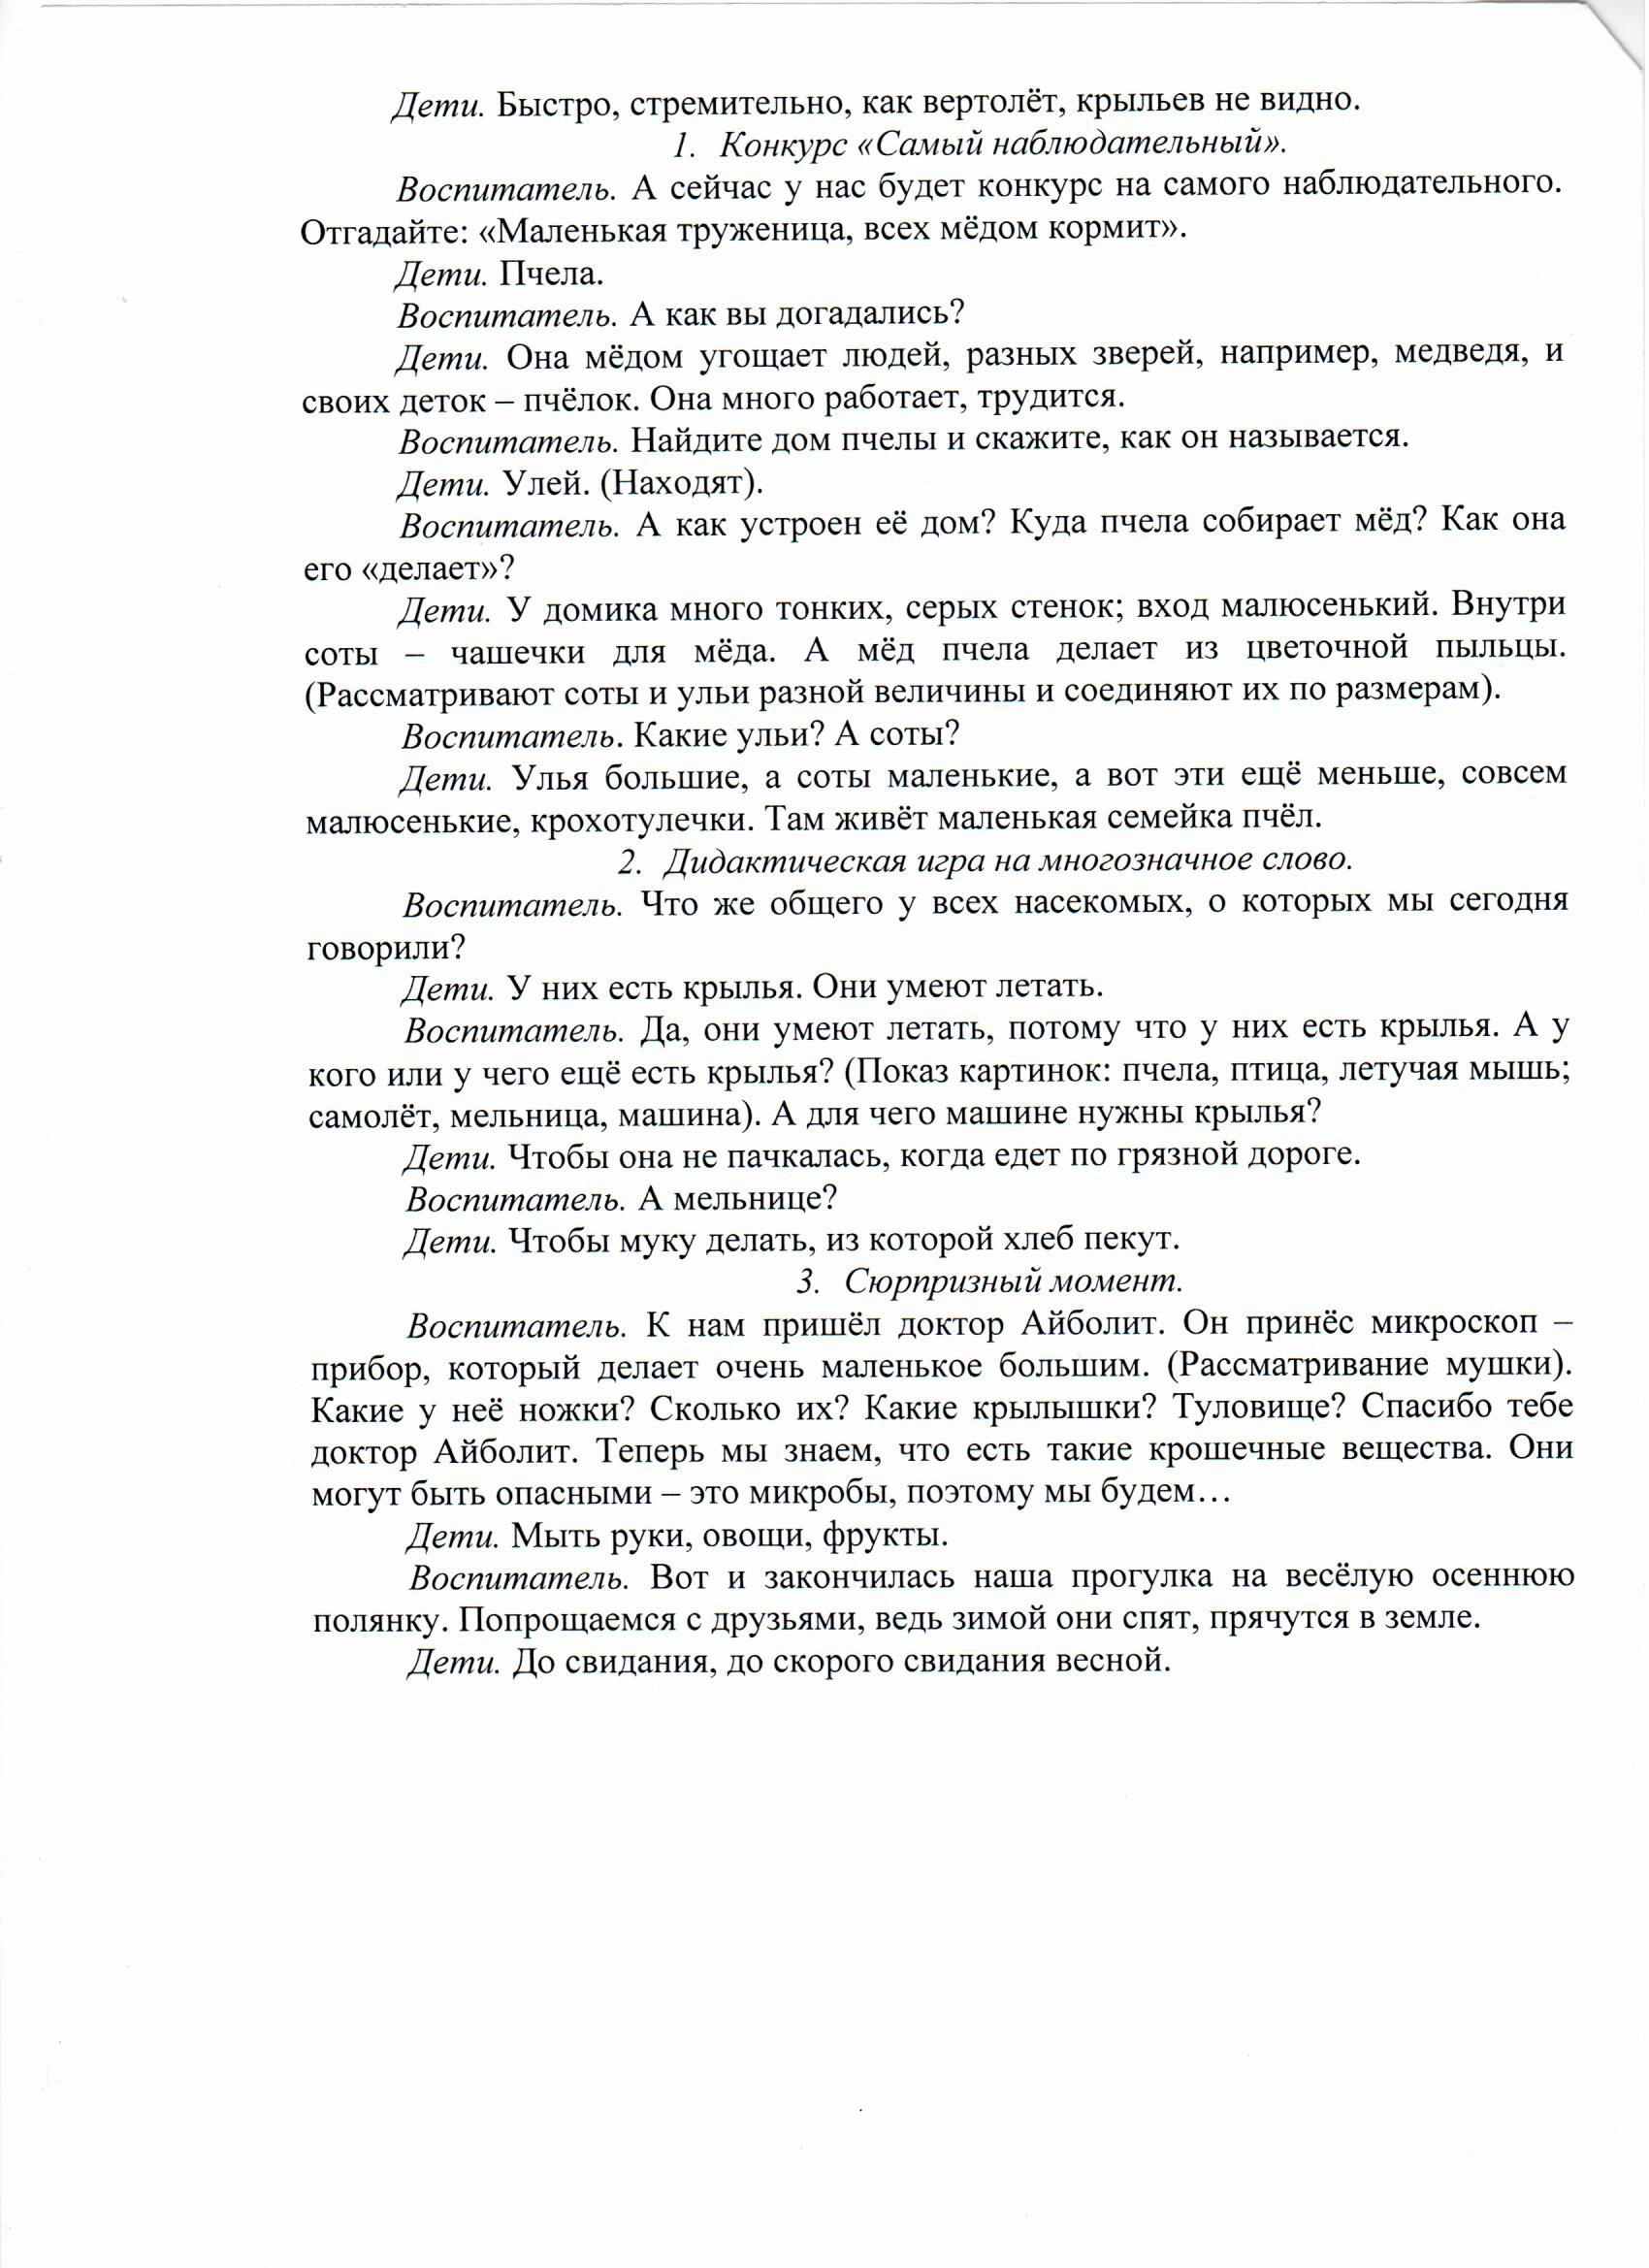 Дети. Быстро, стремительно, как вертолёт, крыльев не видно.
1. Конкурс «Самый наблюдательный».
Воспитатель. А сейчас у нас будет конкурс на самого наблюдательного.
Отгадайте: «Маленькая труженица, всех мёдом кормит».
Дети. Пчела.
Воспитатель. А как вы догадались?
Дети. Она мёдом угощает людей, разных зверей, например, медведя, и
своих деток – пчёлок. Она много работает, трудится.
Воспитатель. Найдите дом пчелы и скажите, как он называется.
Дети. Улей. (Находят).
Воспитатель. А как устроен её дом? Куда пчела собирает мёд? Как она
его «делает»?
Дети. У домика много тонких, серых стенок; вход малюсенький. Внутри
соты – чашечки для мёда. А мёд пчела делает из цветочной пыльцы.
(Рассматривают соты и ульи разной величины и соединяют их по размерам).
Воспитатель. Какие ульи? А соты?
Дети. Улья большие, а соты маленькие, а вот эти ещё меньше, совсем
малюсенькие, крохотулечки. Там живёт маленькая семейка пчёл.
2. Дидактическая игра на многозначное слово.
Воспитатель. Что же общего у всех насекомых, о которых мы сегодня
говорили?
Дети. У них есть крылья. Они умеют летать.
Воспитатель. Да, они умеют летать, потому что у них есть крылья. А у
кого или у чего ещё есть крылья? (Показ картинок: пчела, птица, летучая мышь;
самолёт, мельница, машина). А для чего машине нужны крылья?
Дети. Чтобы она не пачкалась, когда едет по грязной дороге.
Воспитатель. А мельнице?
Дети. Чтобы муку делать, из которой хлеб пекут.
3. Сюрпризный момент.
Воспитатель. К нам пришёл доктор Айболит. Он принёс микроскоп –
прибор, который делает очень маленькое большим. (Рассматривание мушки).
Какие у неё ножки? Сколько их? Какие крылышки? Туловище? Спасибо тебе
доктор Айболит. Теперь мы знаем, что есть такие крошечные вещества. Они
могут быть опасными – это микробы, поэтому мы будем…
Дети. Мыть руки, овощи, фрукты.
Воспитатель. Вот и закончилась наша прогулка на весёлую осеннюю
полянку. Попрощаемся с друзьями, ведь зимой они спят, прячутся в земле.
Дети. До свидания, до скорого свидания весной.